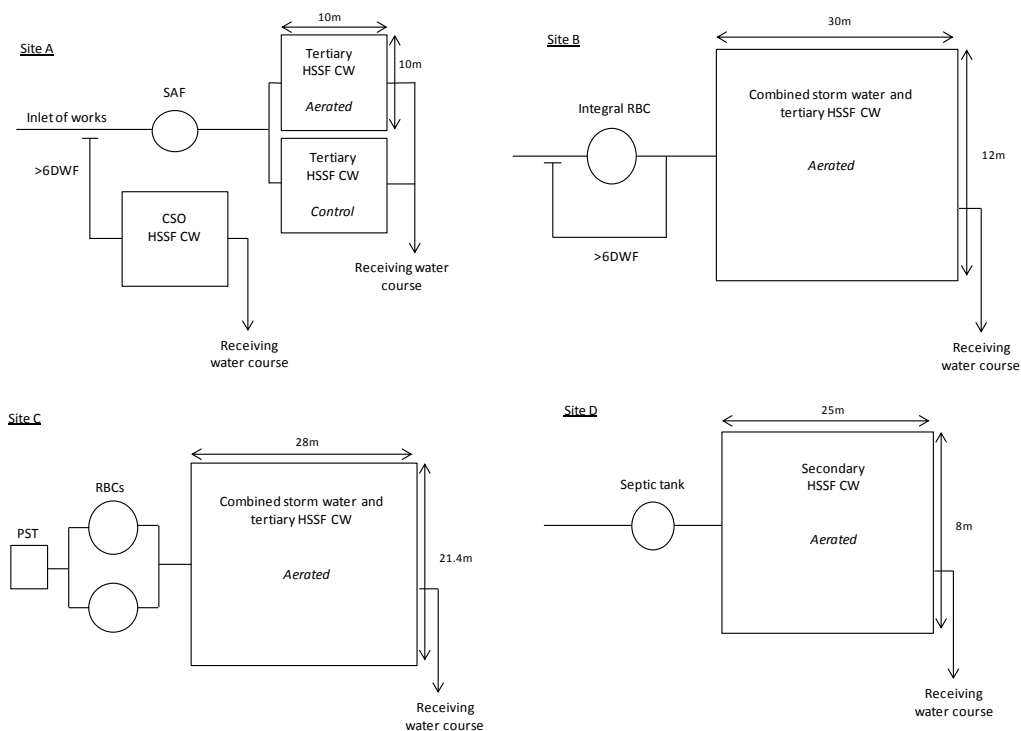 Site A
10m
Tertiary
HSSF CW
Aerated
10m
SAF
Inlet of works
>6DWF
Tertiary
HSSF CW
Control
CSO
HSSF CW
Receiving water
course
Receiving
water course
Site B
30m
Combined storm water and
tertiary HSSF CW
Aerated
Integral RBC
12m
>6DWF
Receiving
water course
Site C
28m
RBCs
Combined storm water and
tertiary HSSF CW
PST
Aerated
21.4m
Receiving
water course
Site D
25m
Secondary
HSSF CW
Septic tank
Aerated
8m
Receiving
water course